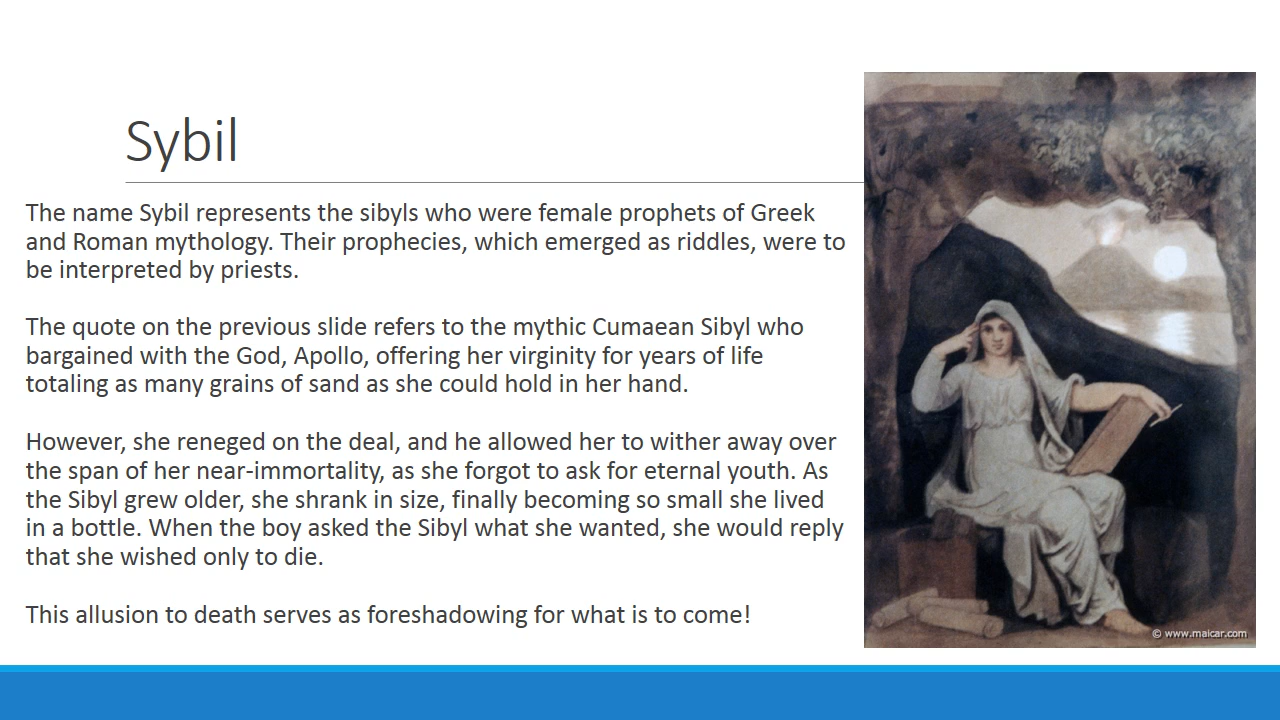 Sybil
The name Sybil represents the sibyls who were female prophets of Greek
and Roman mythology. Their prophecies, which emerged as riddles, were to
be interpreted by priests.
The quote on the previous slide refers to the mythic Cumaean Sibyl who
bargained with the God, Apollo, offering her virginity for years of life
totaling as many grains of sand as she could hold in her hand.
However, she reneged on the deal, and he allowed her to wither away over
the span of her near-immortality, as she forgot to ask for eternal youth. As
the Sibyl grew older, she shrank in size, finally becoming so small she lived
in a bottle. When the boy asked the Sibyl what she wanted, she would reply
that she wished only to die.
This allusion to death serves as foreshadowing for what is to come!
© www.maicar.com